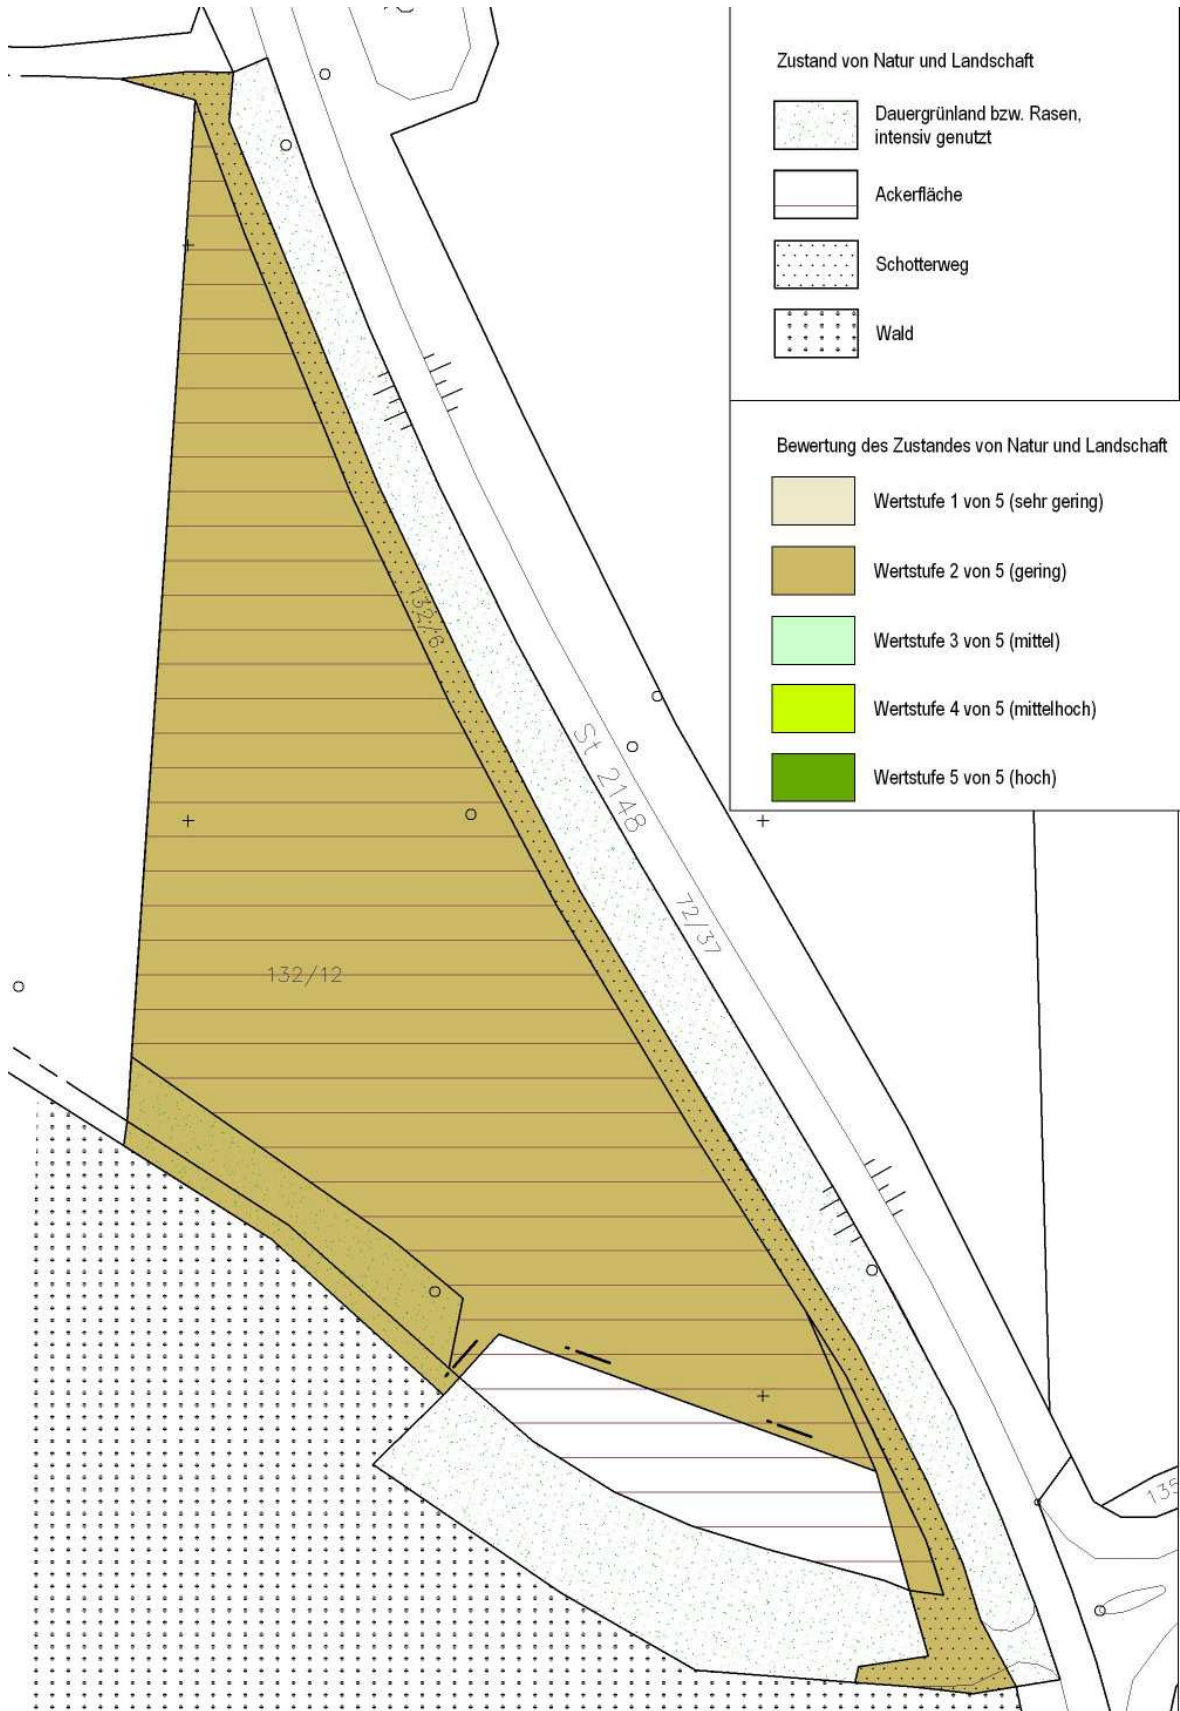 Zustand von Natur und Landschaft
Dauergrünland bzw. Rasen,
intensiv genutzt
Ackerfläche
Schotterweg
Wald
Bewertung des Zustandes von Natur und Landschaft
Wertstufe 1 von 5 (sehr gering)
Wertstufe 2 von 5 (gering)
Wertstufe 3 von 5 (mittel)
Wertstufe 4 von 5 (mittelhoch)
Wertstufe 5 von 5 (hoch)
132/6
St 2148
72/37
132/12
135